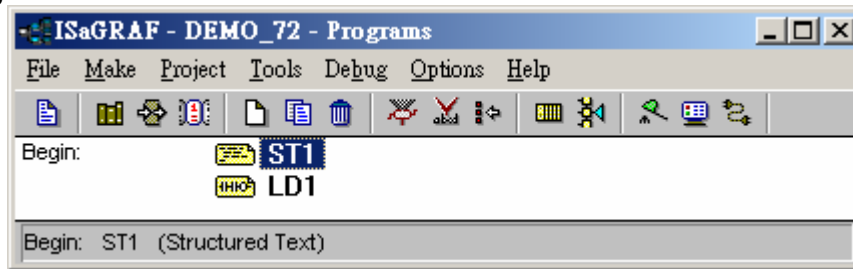 ISaGRAF - DEMO_72 - Programs
File Make Project Tools Debug Options Help
Begin: ST1
LD1
Begin: ST1 (Structured Text)